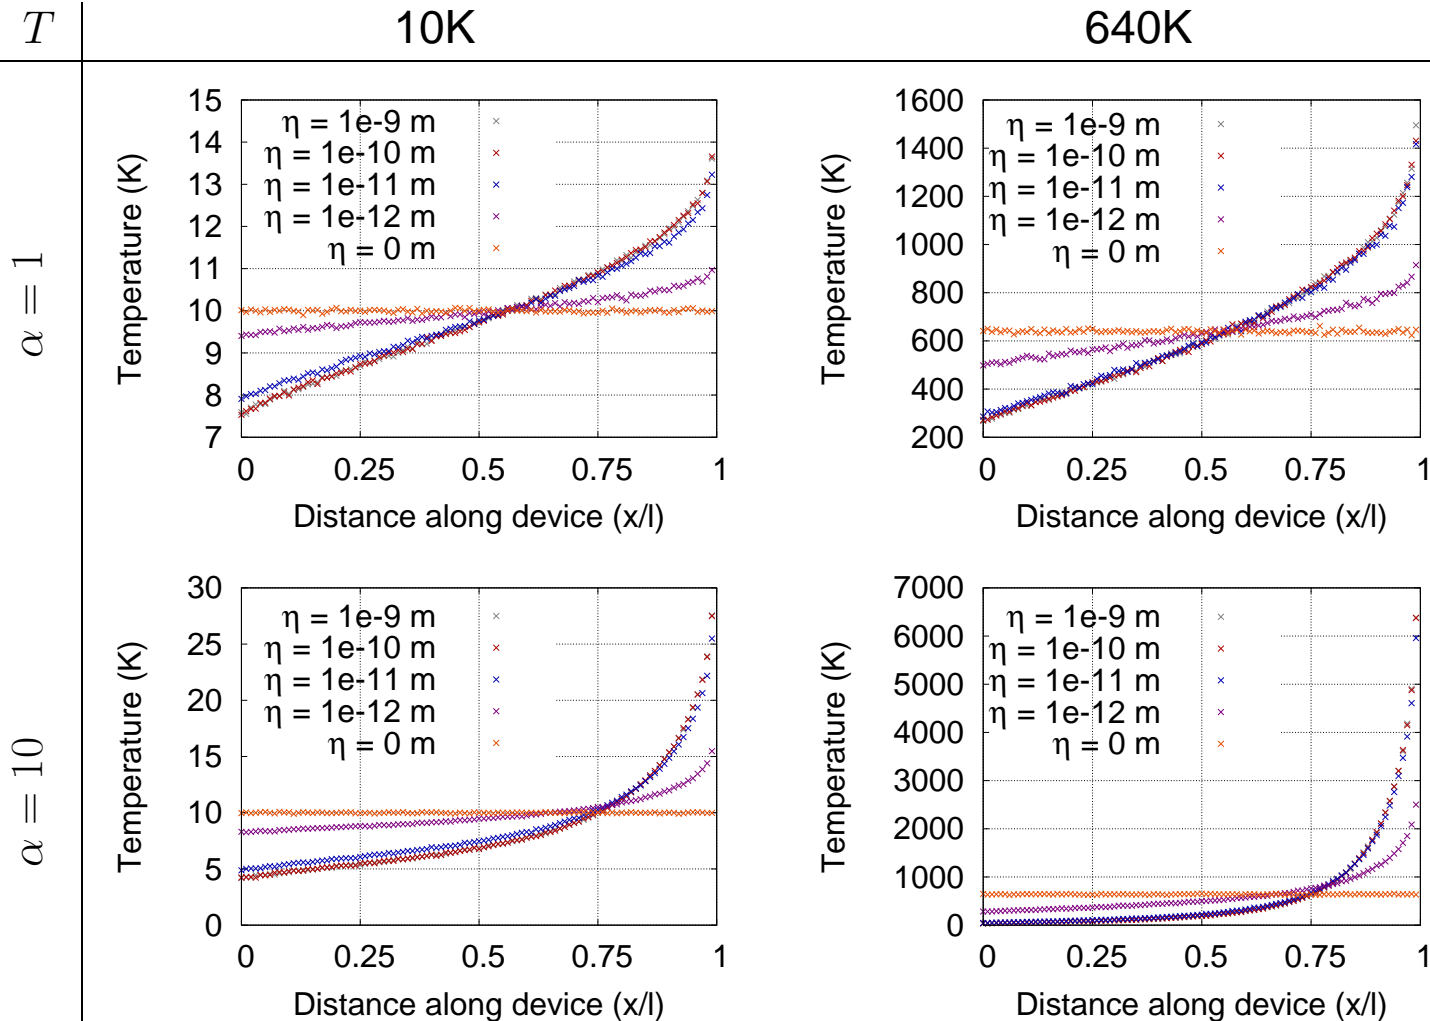 T 10K 640K
α = 1
15
14
13
12
11
10
9
8
7
Temperature (K)
η = 1e-9 m
η = 1e-10 m
η = 1e-11 m
η = 1e-12 m
η = 0 m
0 0.25 0.5 0.75 1
Distance along device (x/l)
1600
1400
1200
1000
800
600
400
200
Temperature (K)
η = 1e-9 m
η = 1e-10 m
η = 1e-11 m
η = 1e-12 m
η = 0 m
0 0.25 0.5 0.75 1
Distance along device (x/l)
α = 10
30
25
20
15
10
5
0
Temperature (K)
η = 1e-9 m
η = 1e-10 m
η = 1e-11 m
η = 1e-12 m
η = 0 m
0 0.25 0.5 0.75 1
Distance along device (x/l)
7000
6000
5000
4000
3000
2000
1000
0
Temperature (K)
η = 1e-9 m
η = 1e-10 m
η = 1e-11 m
η = 1e-12 m
η = 0 m
0 0.25 0.5 0.75 1
Distance along device (x/l)